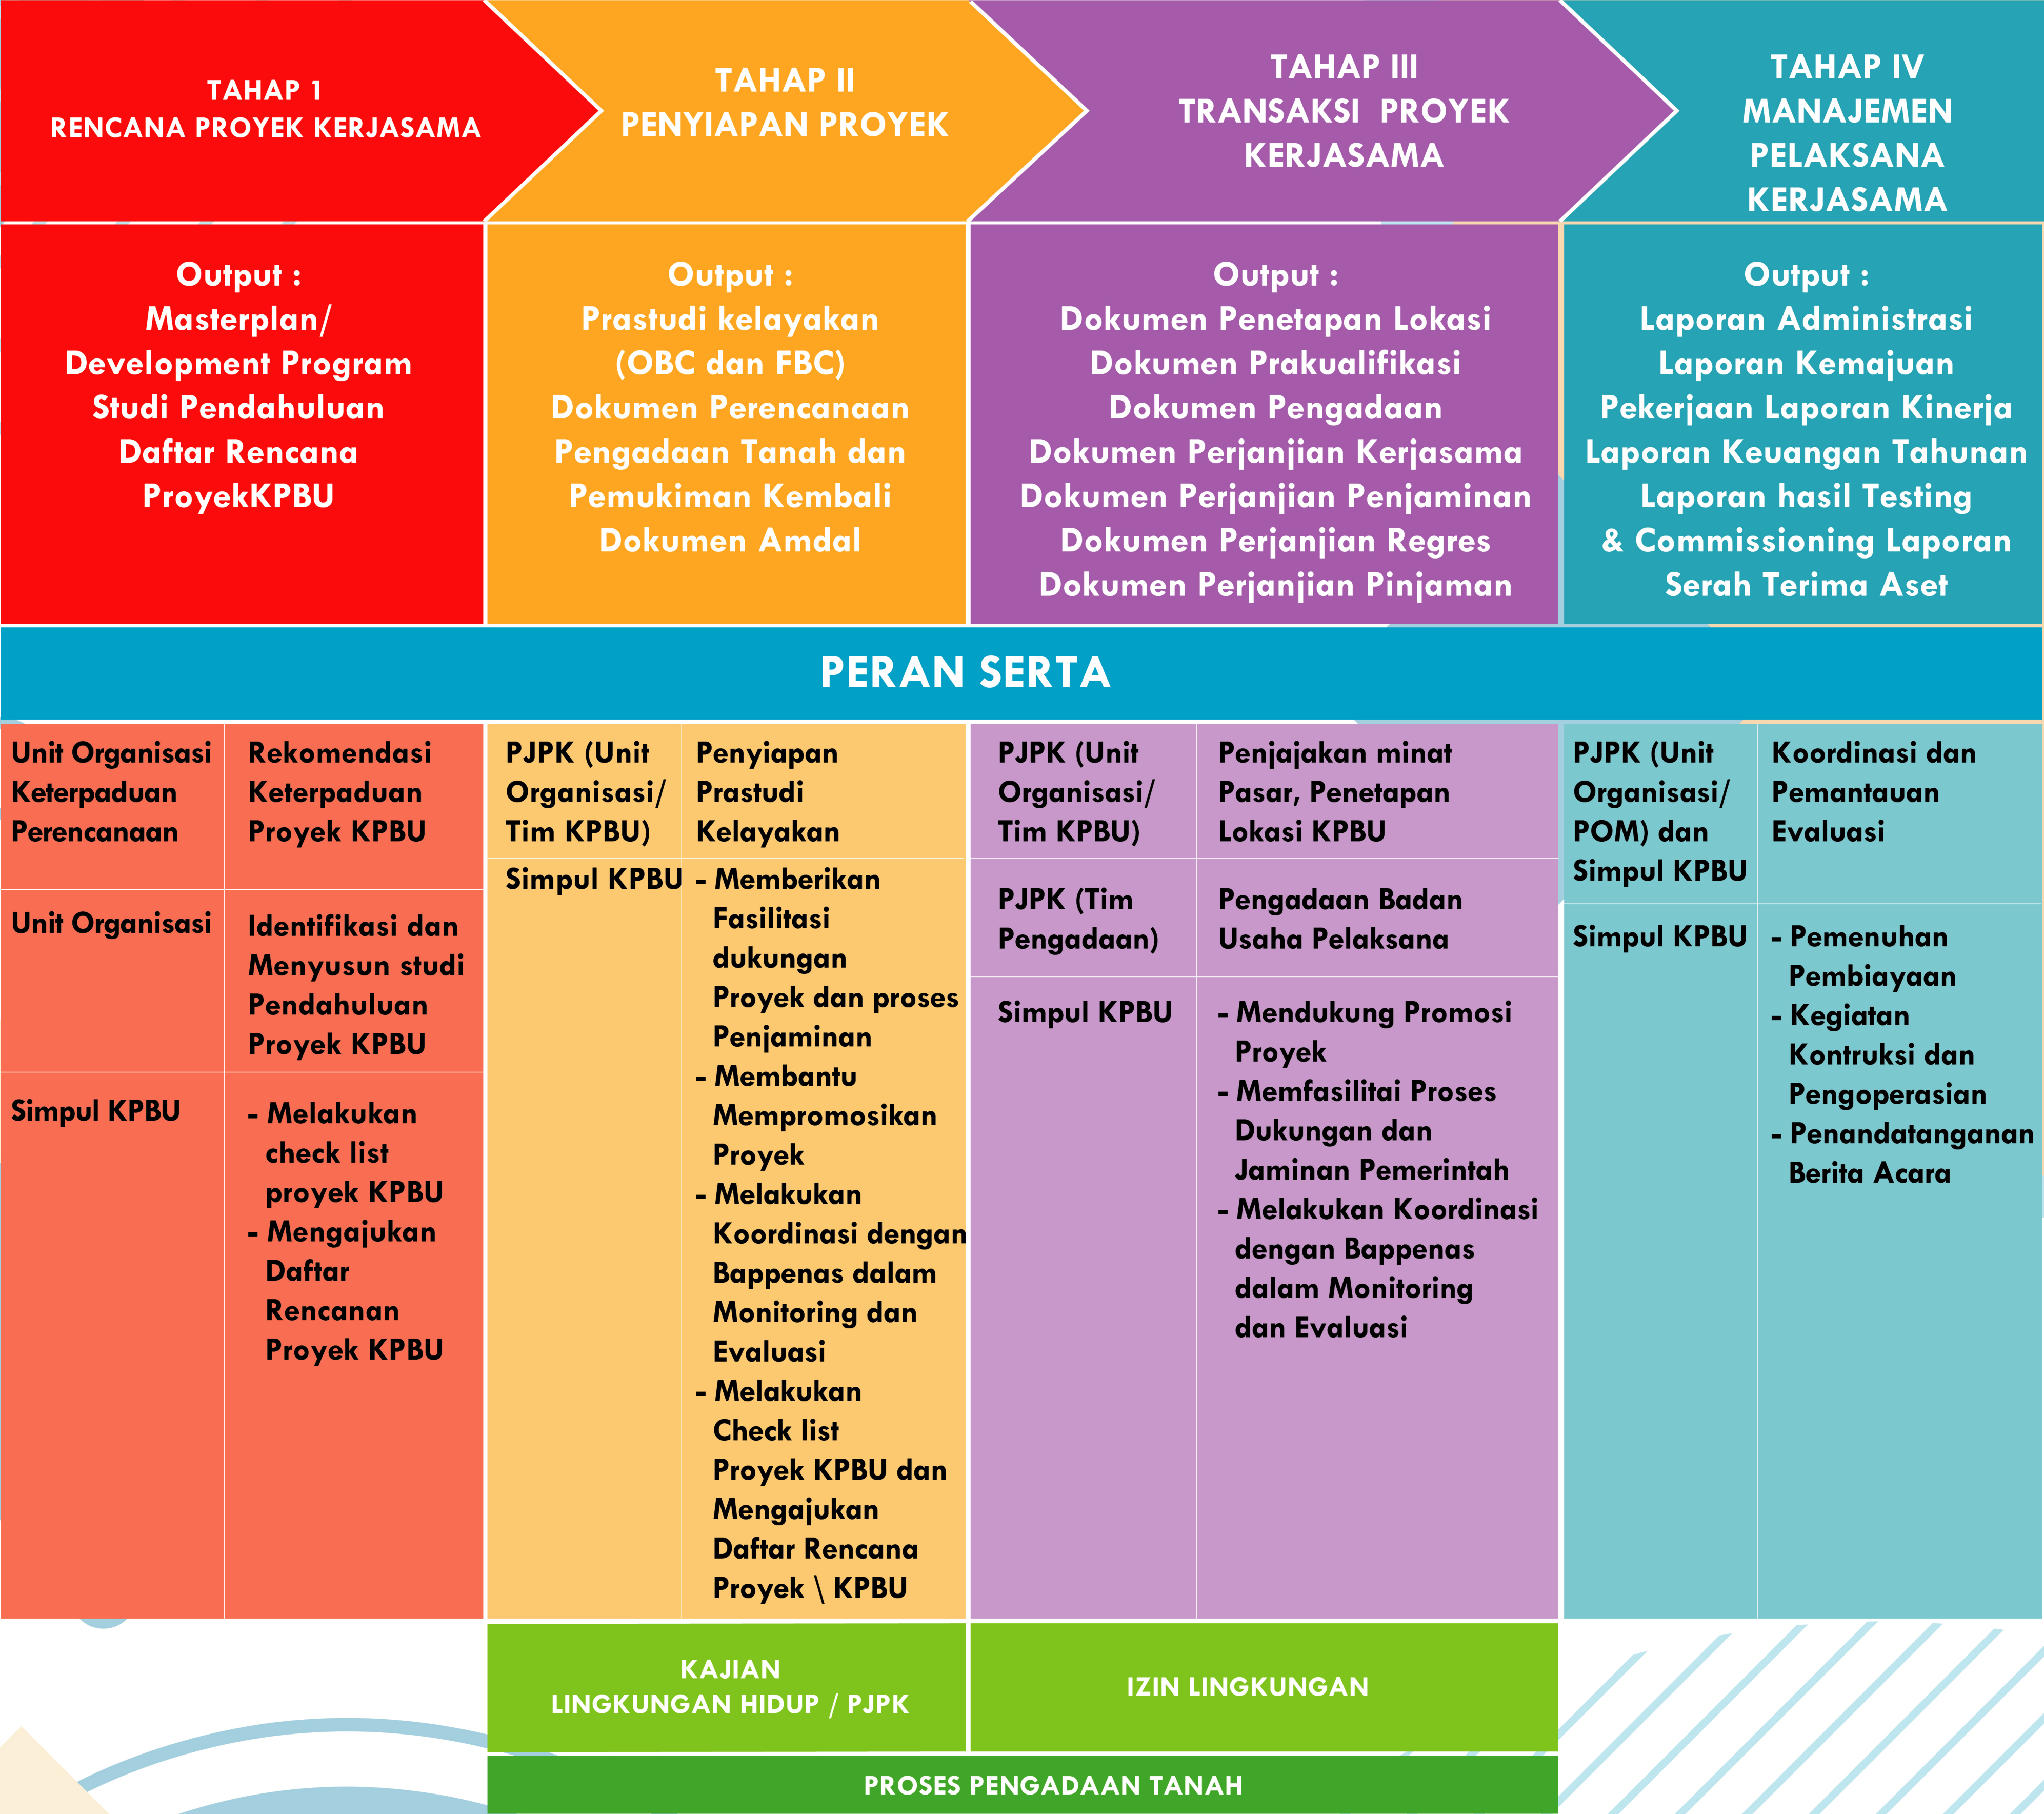 TAHAP 1
RENCANA PROYEK KERJASAMA
TAHAP II
PENYIAPAN PROYEK
TAHAP III
TRANSAKSI PROYEK
KERJASAMA
TAHAP IV
MANAJEMEN
PELAKSANA
KERJASAMA
Output :
Masterplan/
Development Program
Studi Pendahuluan
Daftar Rencana
ProyekKPBU
Output :
Prastudi kelayakan
(OBC dan FBC)
Dokumen Perencanaan
Pengadaan Tanah dan
Pemukiman Kembali
Dokumen Amdal
Output :
Dokumen Penetapan Lokasi
Dokumen Prakualifikasi
Dokumen Pengadaan
Dokumen Perjanjian Kerjasama
Dokumen Perjanjian Penjaminan
Dokumen Perjanjian Regres
Dokumen Perjanjian Pinjaman
Output :
Laporan Administrasi
Laporan Kemajuan
Pekerjaan Laporan Kinerja
Laporan Keuangan Tahunan
Laporan hasil Testing
& Commissioning Laporan
Serah Terima Aset
PERAN SERTA
Unit Organisasi
Keterpaduan
Perencanaan
Rekomendasi
Keterpaduan
Proyek KPBU
Unit Organisasi
Identifikasi dan
Menyusun studi
Pendahuluan
Proyek KPBU
Simpul KPBU
- Melakukan
check list
proyek KPBU
- Mengajukan
Daftar
Rencanan
Proyek KPBU
PJPK (Unit
Organisasi/
Tim KPBU)
Penyiapan
Prastudi
Kelayakan
Simpul KPBU
- Memberikan
Fasilitasi
dukungan
Proyek dan proses
Penjaminan
- Membantu
Mempromosikan
Proyek
- Melakukan
Koordinasi dengan
Bappenas dalam
Monitoring dan
Evaluasi
- Melakukan
Check list
Proyek KPBU dan
Mengajukan
Daftar Rencana
Proyek \ KPBU
PJPK (Unit
Organisasi/
Tim KPBU)
Penjajakan minat
Pasar, Penetapan
Lokasi KPBU
PJPK (Tim
Pengadaan)
Pengadaan Badan
Usaha Pelaksana
Simpul KPBU
- Mendukung Promosi
Proyek
- Memfasilitai Proses
Dukungan dan
Jaminan Pemerintah
- Melakukan Koordinasi
dengan Bappenas
dalam Monitoring
dan Evaluasi
PJPK (Unit
Organisasi/
POM) dan
Simpul KPBU
Koordinasi dan
Pemantauan
Evaluasi
Simpul KPBU
- Pemenuhan
Pembiayaan
- Kegiatan
Kontruksi dan
Pengoperasian
- Penandatanganan
Berita Acara
KAJIAN
LINGKUNGAN HIDUP / PJPK
IZIN LINGKUNGAN
PROSES PENGADAAN TANAH